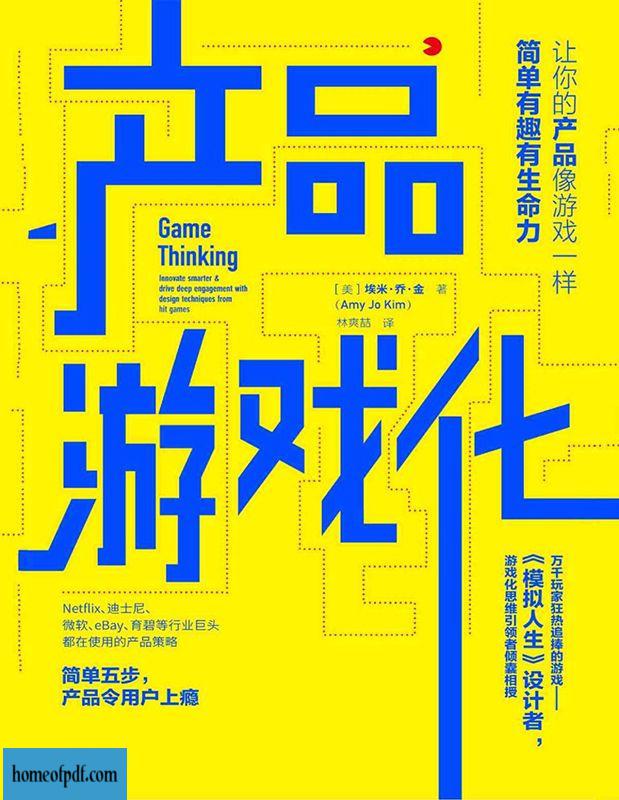 产品
游戏化
让你的产品像游戏一样
简单有趣有生命力
Game
Thinking
Innovate smarter &
drive deep engagement with
design techniques from
hit games
[美]埃米·乔·金 著
(Amy Jo Kim)
林爽喆 译
Netflix、迪士尼、
微软、eBay、育碧等行业巨头
都在使用的产品策略
简单五步,
产品令用户上瘾
万千玩家狂热追捧的游戏——
《模拟人生》设计者,
游戏化思维引领者倾囊相授
homeofpdf.com